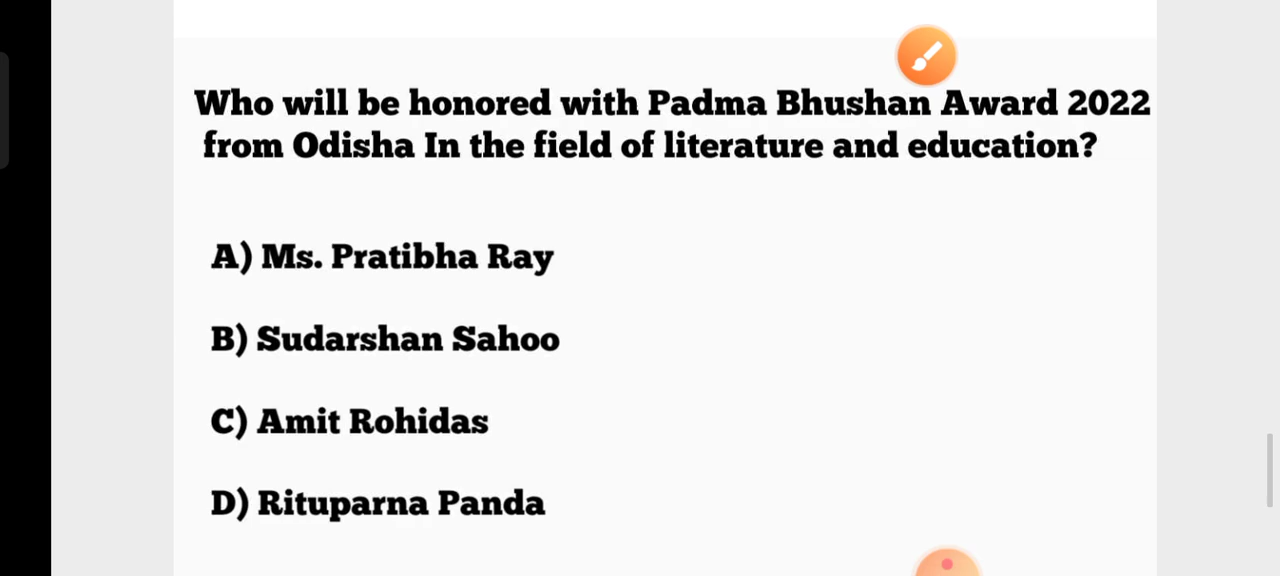 Who will be honored with Padma Bhushan Award 2022
from Odisha In the field of literature and education?
A) Ms. Pratibha Ray
B) Sudarshan Sahoo
C) Amit Rohidas
D) Rituparna Panda